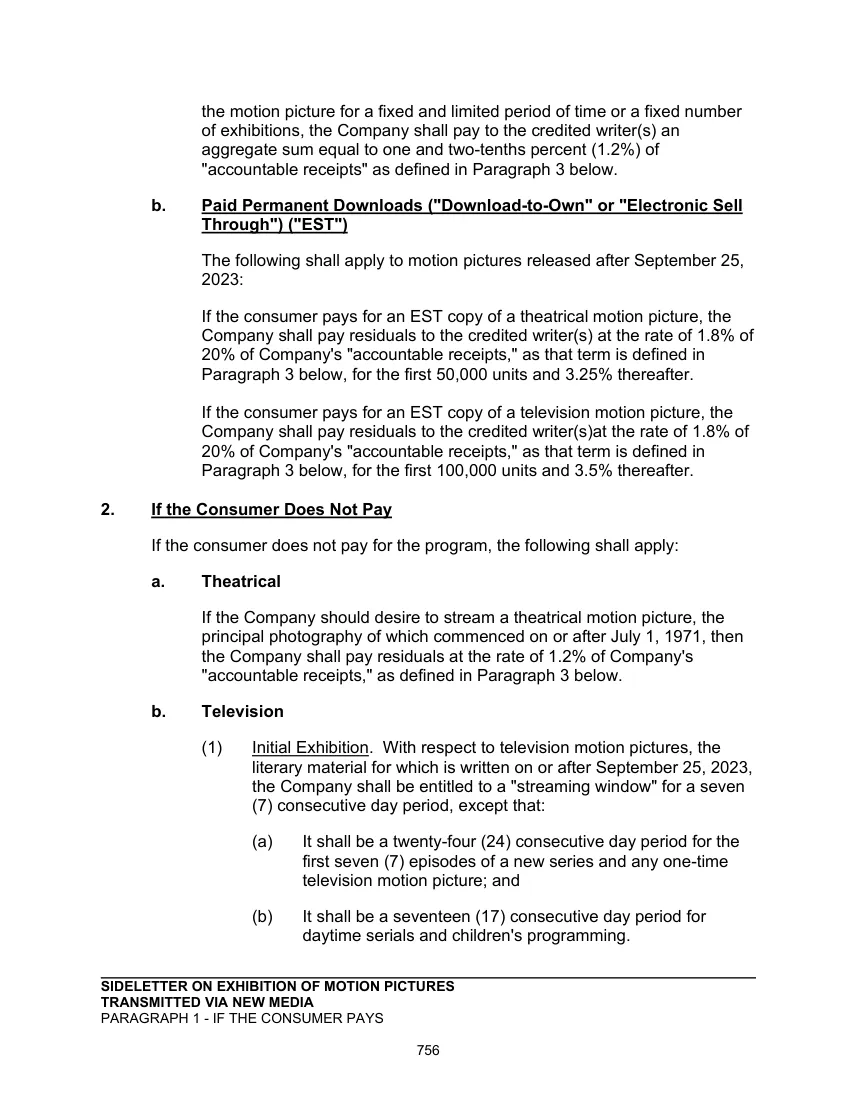 the motion picture for a fixed and limited period of time or a fixed number
of exhibitions, the Company shall pay to the credited writer(s) an
aggregate sum equal to one and two-tenths percent (1.2%) of
"accountable receipts" as defined in Paragraph 3 below.
b. Paid Permanent Downloads ("Download-to-Own" or "Electronic Sell
Through") ("EST")
The following shall apply to motion pictures released after September 25,
2023:
If the consumer pays for an EST copy of a theatrical motion picture, the
Company shall pay residuals to the credited writer(s) at the rate of 1.8% of
20% of Company's "accountable receipts," as that term is defined in
Paragraph 3 below, for the first 50,000 units and 3.25% thereafter.
If the consumer pays for an EST copy of a television motion picture, the
Company shall pay residuals to the credited writer(s)at the rate of 1.8% of
20% of Company's "accountable receipts," as that term is defined in
Paragraph 3 below, for the first 100,000 units and 3.5% thereafter.
2. If the Consumer Does Not Pay
If the consumer does not pay for the program, the following shall apply:
a. Theatrical
If the Company should desire to stream a theatrical motion picture, the
principal photography of which commenced on or after July 1, 1971, then
the Company shall pay residuals at the rate of 1.2% of Company's
"accountable receipts," as defined in Paragraph 3 below.
b. Television
(1) Initial Exhibition. With respect to television motion pictures, the
literary material for which is written on or after September 25, 2023,
the Company shall be entitled to a "streaming window" for a seven
(7) consecutive day period, except that:
(a) It shall be a twenty-four (24) consecutive day period for the
first seven (7) episodes of a new series and any one-time
television motion picture; and
(b) It shall be a seventeen (17) consecutive day period for
daytime serials and children's programming.
SIDELETTER ON EXHIBITION OF MOTION PICTURES
TRANSMITTED VIA NEW MEDIA
PARAGRAPH 1 - IF THE CONSUMER PAYS
756